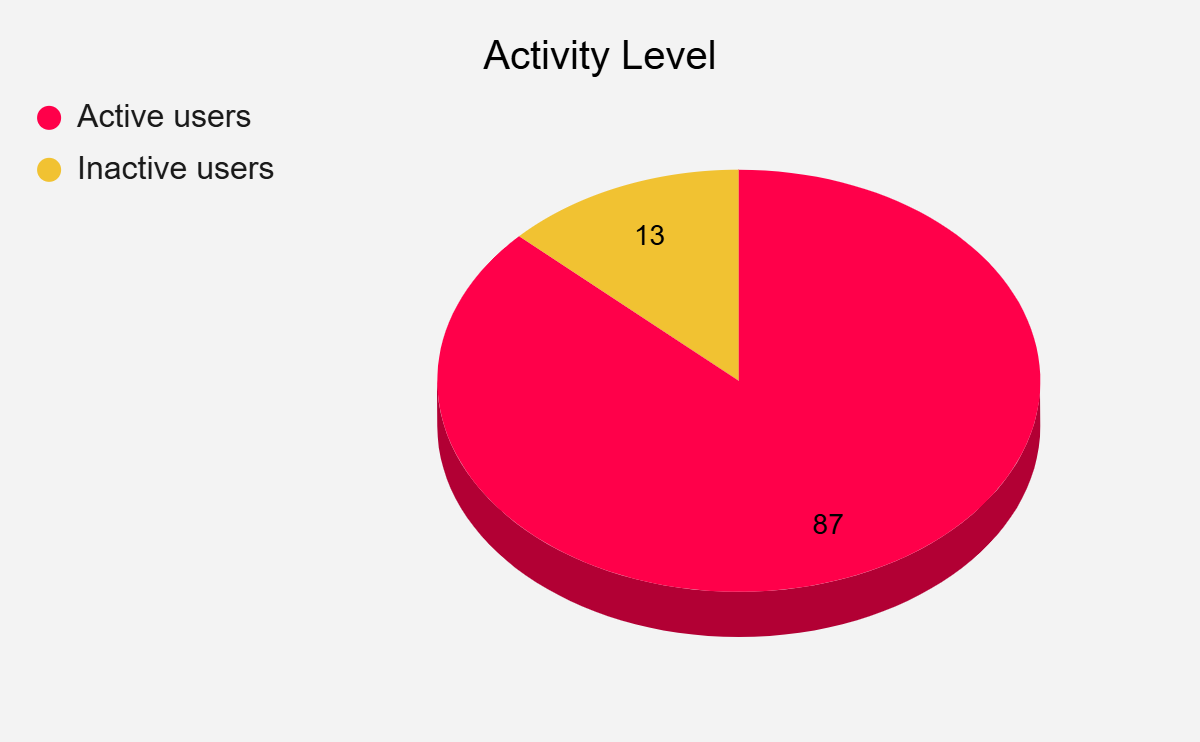 Activity Level
Active users
Inactive users
13
87